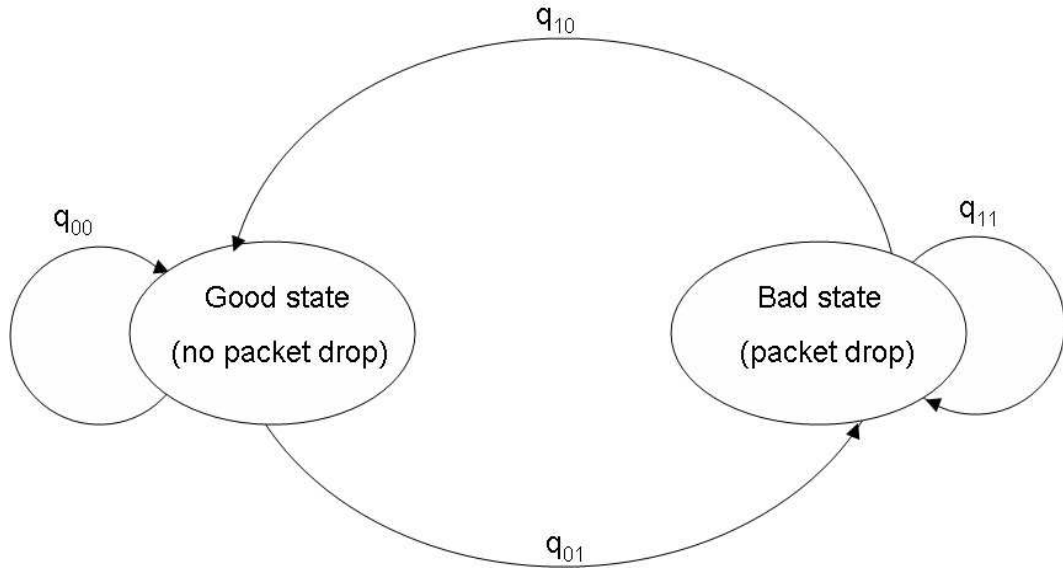 q10
q00
q11
Good state
(no packet drop)
Bad state
(packet drop)
q01